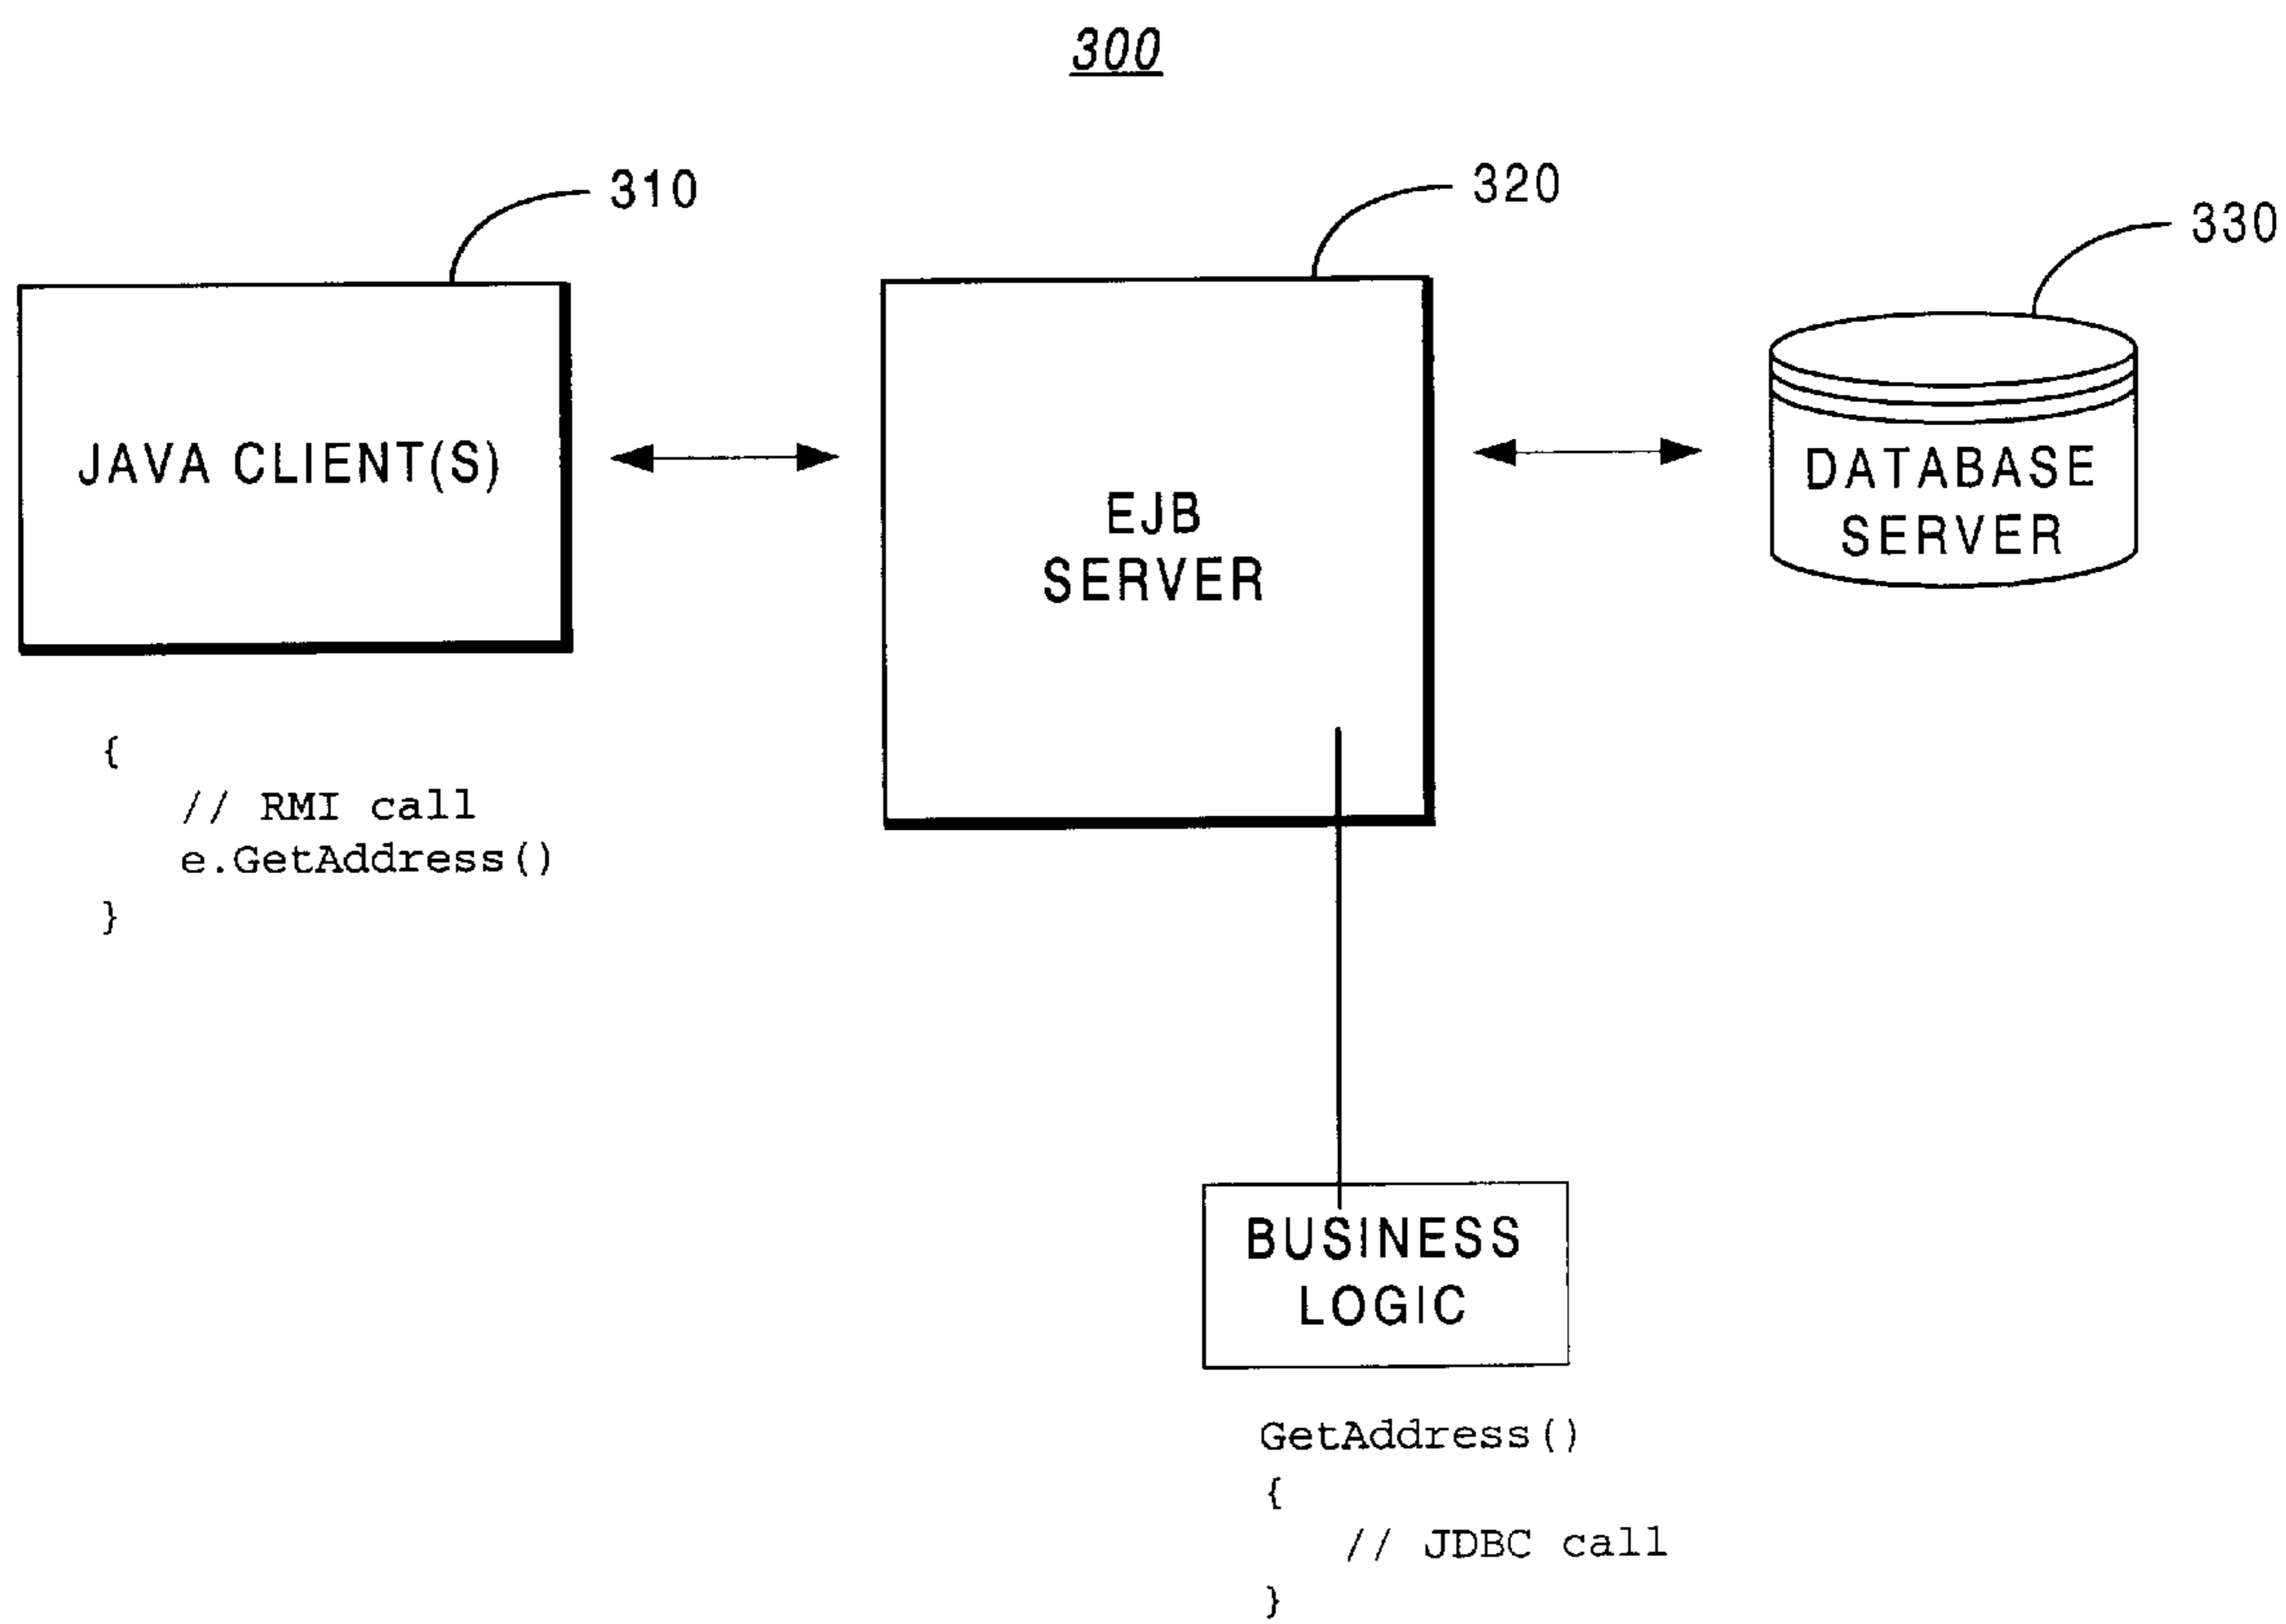 300
310
320
330
JAVA CLIENT(S)
EJB
SERVER
DATABASE
SERVER
{
// RMI call
e.GetAddress()
}
BUSINESS
LOGIC
GetAddress()
{
// JDBC call
}